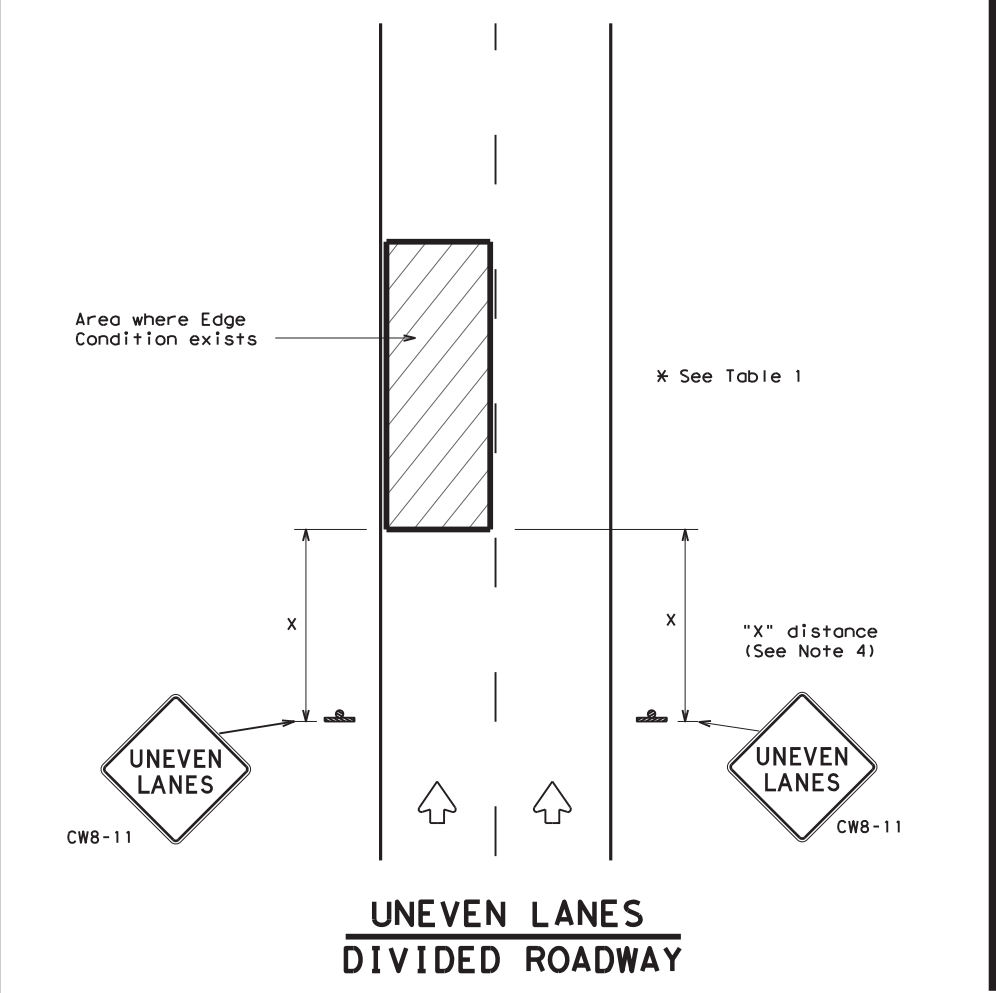 Area where Edge
Condition exists
* See Table 1
X
X
"X" distance
(See Note 4)
UNEVEN
LANES
CW8-11
UNEVEN
LANES
CW8-11
UNEVEN LANES
DIVIDED ROADWAY